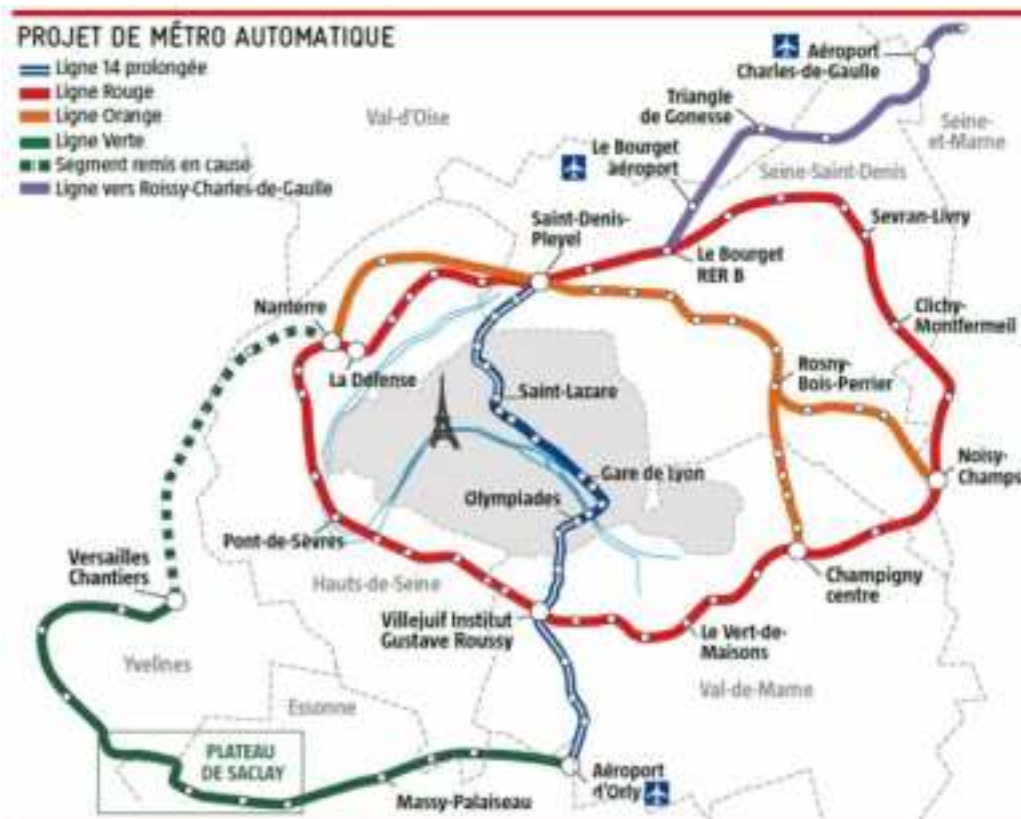 PROJET DE MÉTRO AUTOMATIQUE
Ligne 14 prolongée
Ligne Rouge
Ligne Orange
Ligne Verte
Segment remis en cause
Ligne vers Roissy-Charles-de-Gaulle
Val-d'Oise
Aéroport
Charles-de-Gaulle
Triangle
de Gonesse
Seine-
et-Marne
Le Bourget
aéroport
Seine-Saint-Denis
Saint-Denis-
Pleyel
Sevran-Livry
Le Bourget
RER B
Nanterre
Clichy-
Montfermeil
La Défense
Rosny-
Bois-Perrier
Saint-Lazare
Noisy-
Champs
Gare de Lyon
Olympiades
Pont-de-Sèvres
Versailles
Chantiers
Hauts-de-Seine
Champigny
centre
Villejuif Institut
Gustave Roussy
Le Vert-de-
Maisons
Yvelines
Val-de-Marne
Essonne
PLATEAU
DE SACLAY
Massy-Palaiseau
Aéroport
d'Orly